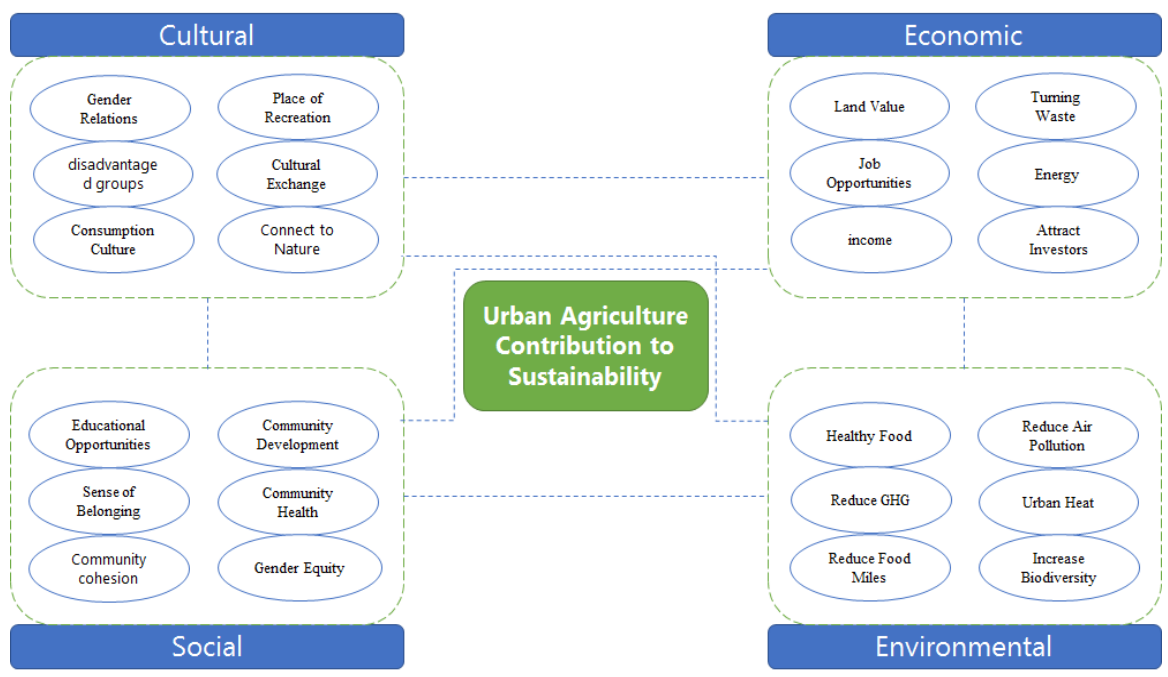 Cultural
Gender
Relations
Place of
Recreation
disadvantage
d groups
Cultural
Exchange
Consumption
Culture
Connect to
Nature
Economic
Land Value
Turning
Waste
Job
Opportunities
Energy
income
Attract
Investors
Urban Agriculture
Contribution to
Sustainability
Educational
Opportunities
Community
Development
Sense of
Belonging
Community
Health
Community
cohesion
Gender Equity
Social
Healthy Food
Reduce Air
Pollution
Reduce GHG
Urban Heat
Reduce Food
Miles
Increase
Biodiversity
Environmental